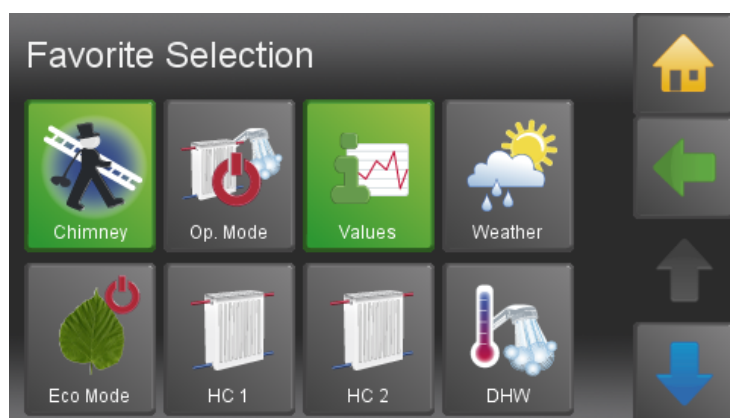 Favorite Selection
Chimney
Op. Mode
Values
Weather
Eco Mode
HC 1
HC 2
DHW